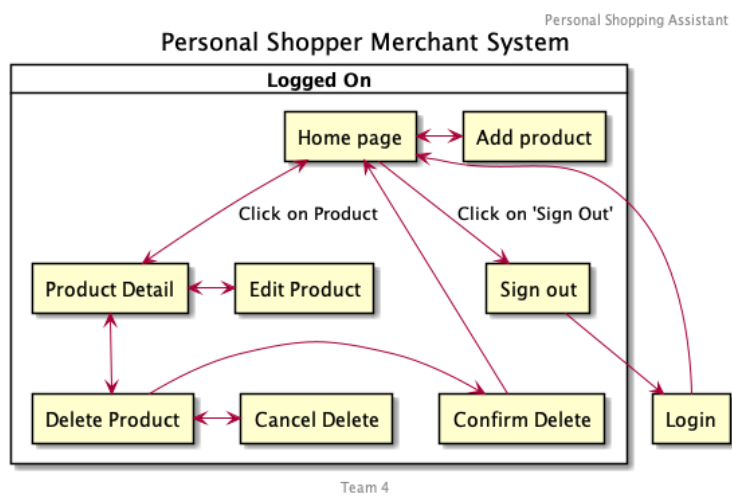 Personal Shopping Assistant
Personal Shopper Merchant System
Logged On
Home page
Add product
Click on Product
Click on 'Sign Out'
Product Detail
Edit Product
Sign out
Delete Product
Cancel Delete
Confirm Delete
Login
Team 4